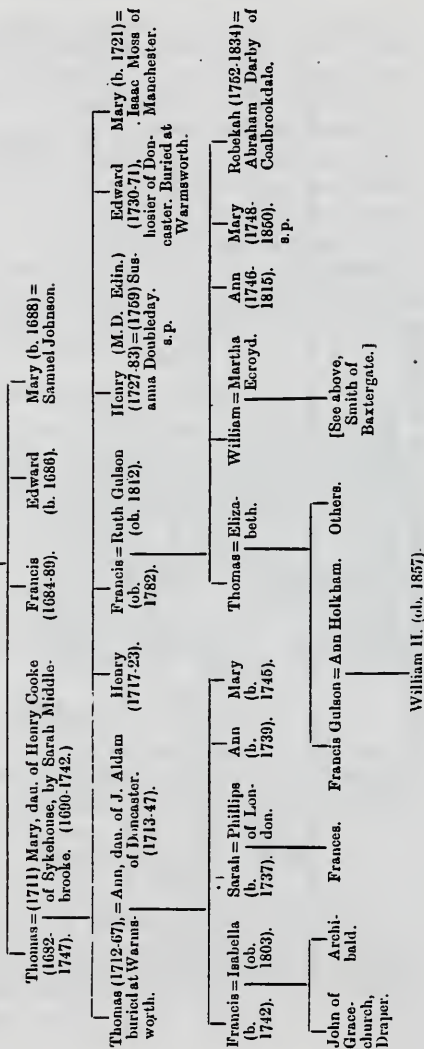 Thomas = (1711) Mary, dau. of Henry Cooke
(1682- of Sykehouse, by Sarah Middle-
1747). brooke. (1690-1742.)
Francis
(1684-89).
Edward
(b. 1686).
Mary (b. 1688) =
Samuel Johnson.
Thomas (1712-67), = Ann, dau. of J. Aldam
buried at Warms- of Doncaster.
worth. (1713-47).
Henry
(1717-23).
Francis = Ruth Gulson
(ob. (ob. 1812).
1782).
Henry (M.D. Edin.)
(1727-83) = (1759) Sus-
anna Doubleday.
s.p.
Edward
(1730-71),
hosier of Don-
caster. Buried at
Warmsworth.
Mary (b. 1721) =
Isaac Moss of
Manchester.
Francis = Isabella
(b. (ob. 1803).
1742).
Sarah = Phillips
(b. of Lon-
1737). don.
Ann
(b.
1739).
Mary
(b.
1745).
Thomas = Eliza-
beth.
William = Martha
Ecroyd.
Ann
(1746-
1815).
Mary
(1748-
1850).
s.p.
Rebekah (1752-1834) =
Abraham Darby of
Coalbrookdale.
John of
Grace-
church,
Draper.
Archi-
bald.
Frances.
Francis Gulson = Ann Holkham.
Others.
[See above,
Smith of
Baxtergate.]
William H. (ob. 1857).